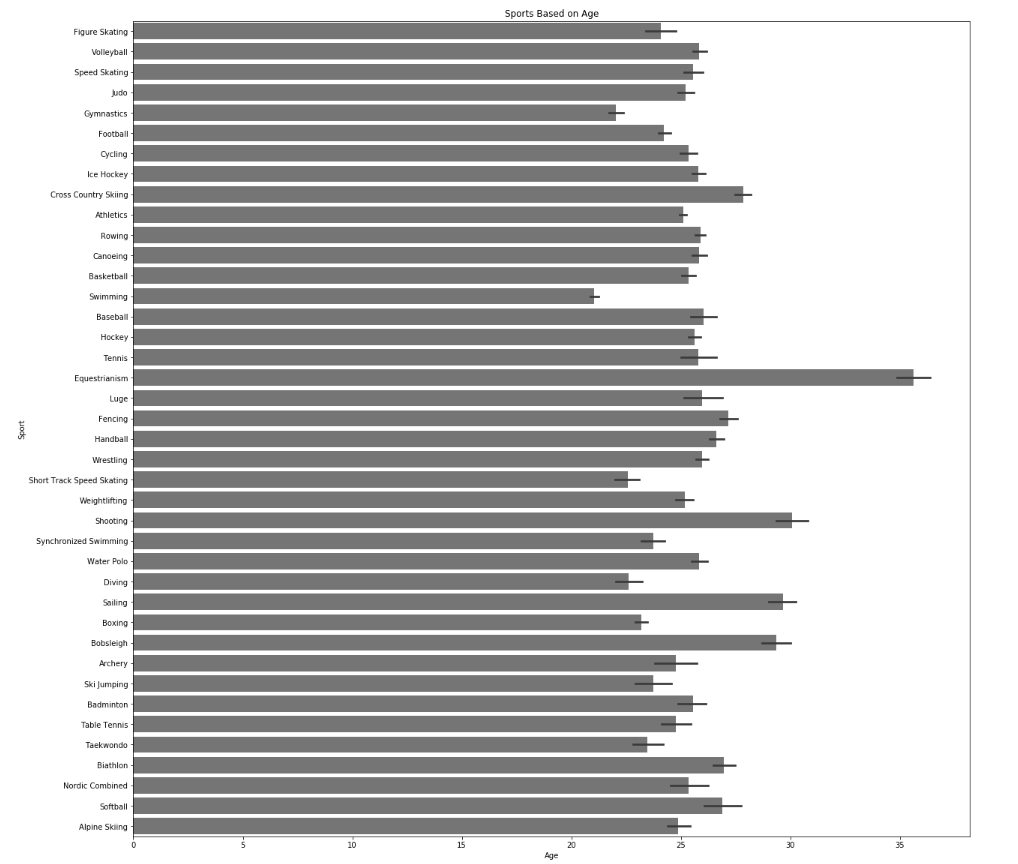 Sports Based on Age
Figure Skating
Volleyball
Speed Skating
Judo
Gymnastics
Football
Cycling
Ice Hockey
Cross Country Skiing
Athletics
Rowing
Canoeing
Basketball
Swimming
Baseball
Hockey
Tennis
Equestrianism
Luge
Fencing
Handball
Wrestling
Short Track Speed Skating
Weightlifting
Shooting
Synchronized Swimming
Water Polo
Diving
Sailing
Boxing
Bobsleigh
Archery
Ski Jumping
Badminton
Table Tennis
Taekwondo
Biathlon
Nordic Combined
Softball
Alpine Skiing
Sport
0 5 10 15 20 25 30 35
Age